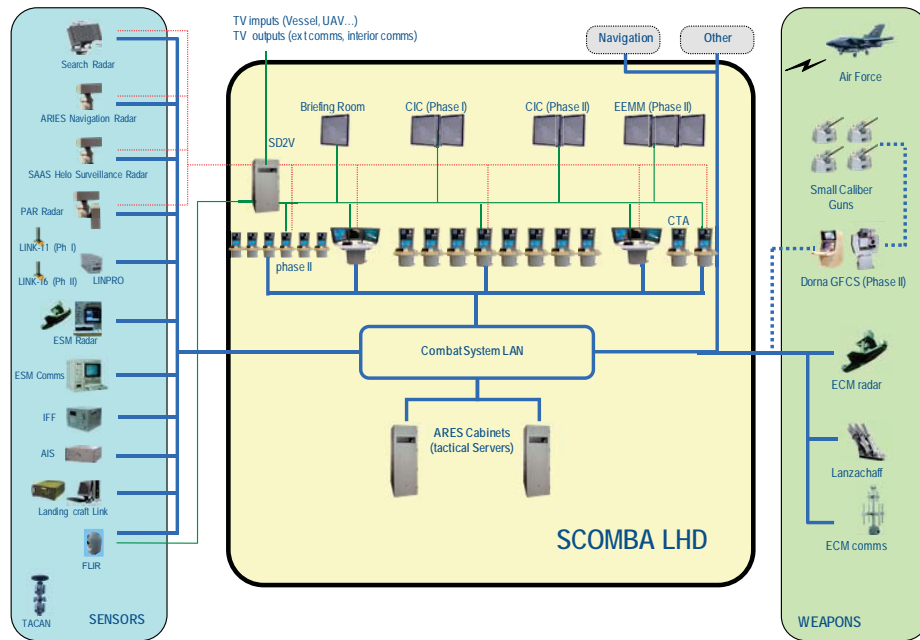 TV imputs (Vessel, UAV...)
TV outputs (ext comms, interior comms)
Navigation
Other
Search Radar
ARIES Navigation Radar
SAAS Helo Surveillance Radar
PAR Radar
LINK-11 (Ph I)
LINK-16 (Ph II)
LINPRO
ESM Radar
ESM Comms
IFF
AIS
Landing craft Link
FLIR
TACAN
SENSORS
Briefing Room
CIC (Phase I)
CIC (Phase II)
EEMM (Phase II)
SD2V
CTA
phase II
Combat System LAN
ARES Cabinets
(tactical Servers)
SCOMBA LHD
Air Force
Small Caliber
Guns
Dorna GFCS (Phase II)
ECM radar
Lanzachaff
ECM comms
WEAPONS